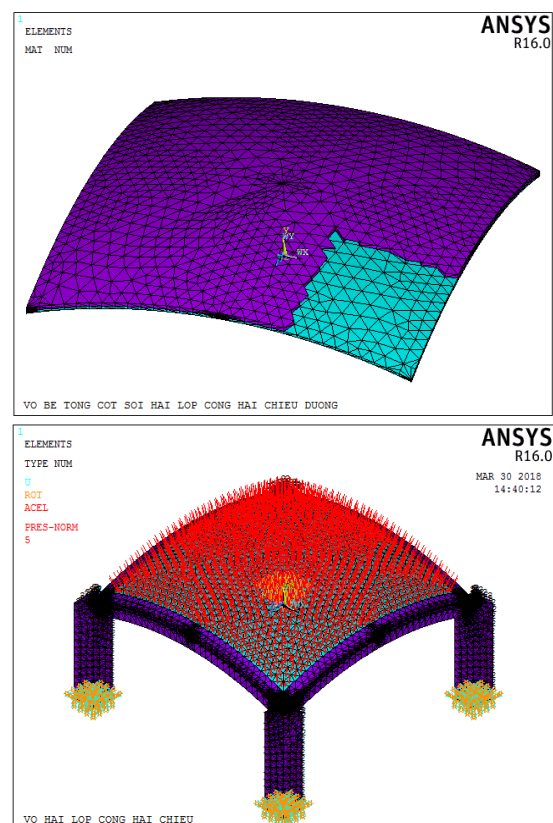 1
ELEMENTS
MAT NUM
ANSYS
R16.0
Y
WY
WX
VO BE TONG COT SOI HAI LOP CONG HAI CHIEU DUONG
1
ELEMENTS
TYPE NUM
U
ROT
ACEL
PRES-NORM
5
ANSYS
R16.0
MAR 30 2018
14:40:12
VO HAI LOP CONG HAI CHIEU